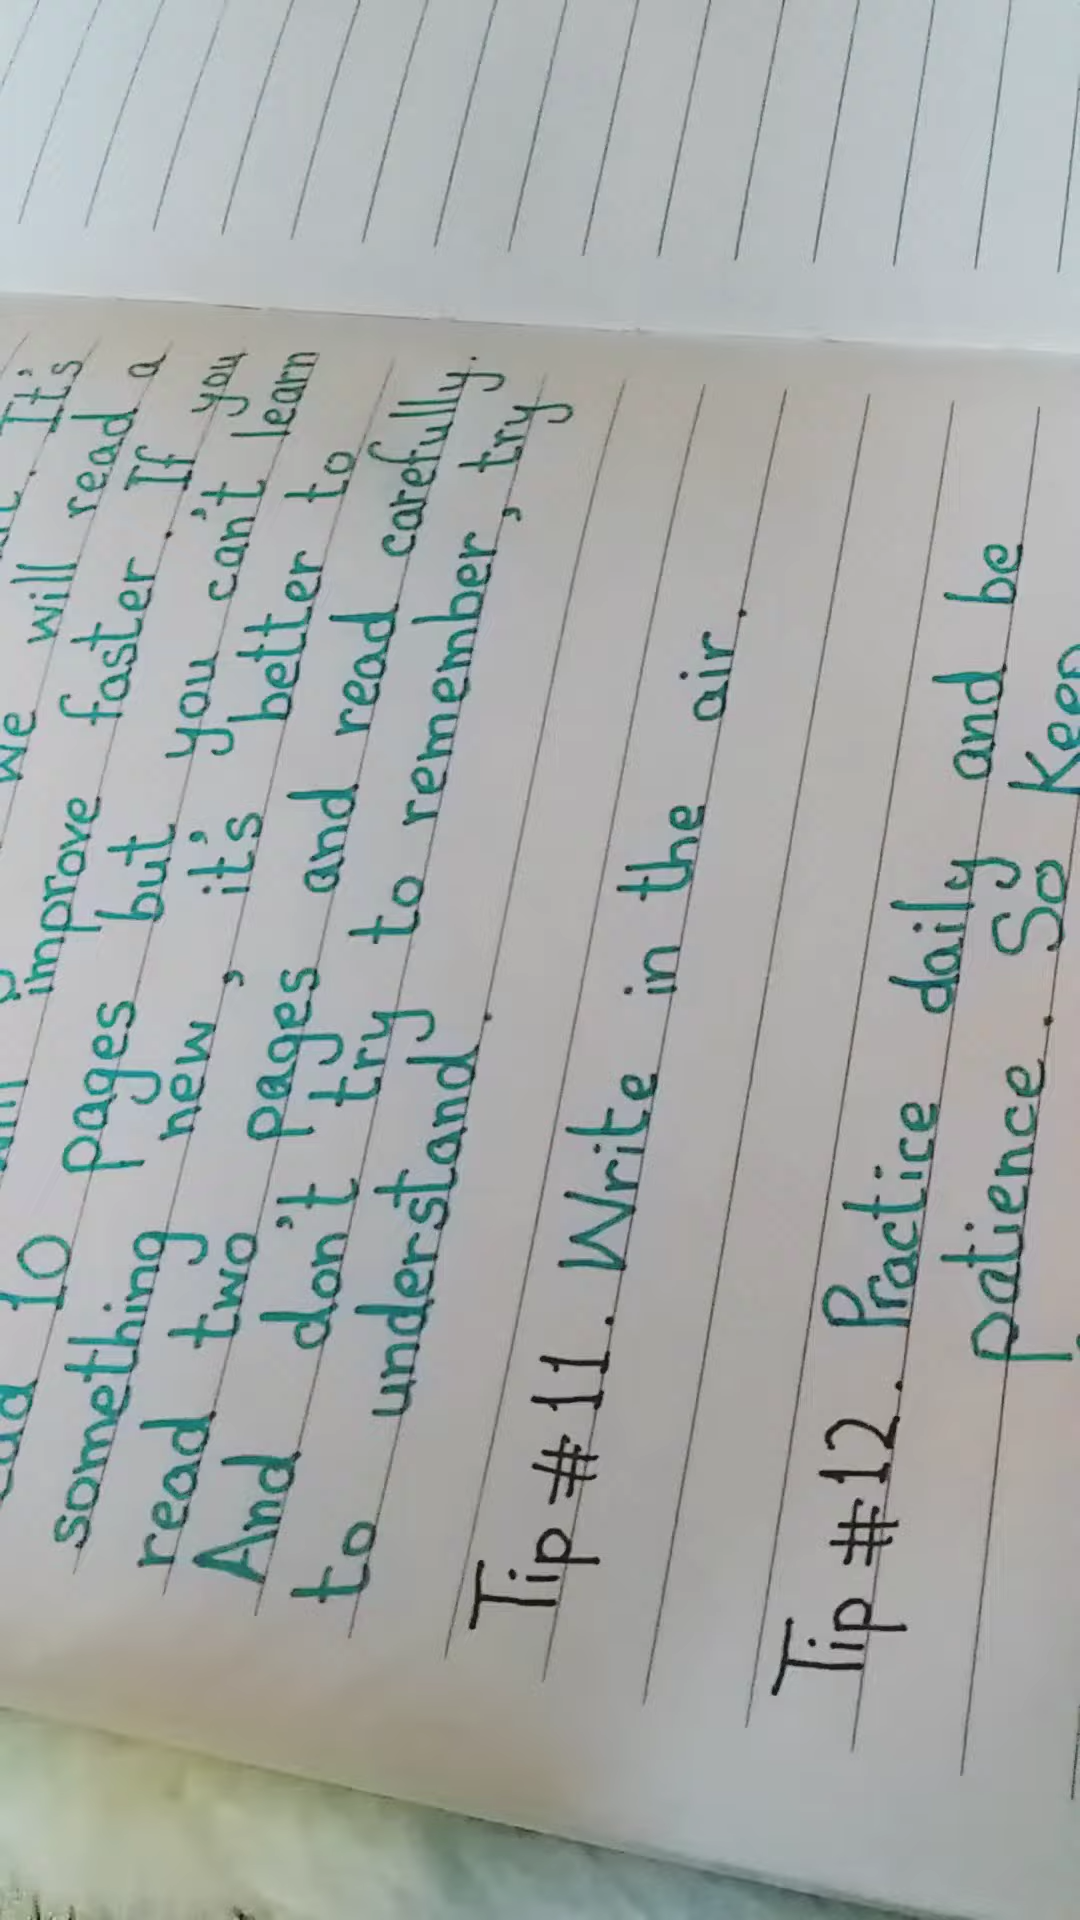 It's
we will read a
improve faster. If you
10 pages but you can't learn
something new, it's better to
read two pages and read carefully.
And don't try to remember, try
to understand.
Tip #11. Write in the air.
Tip #12. Practice daily and be
patience. So Keep